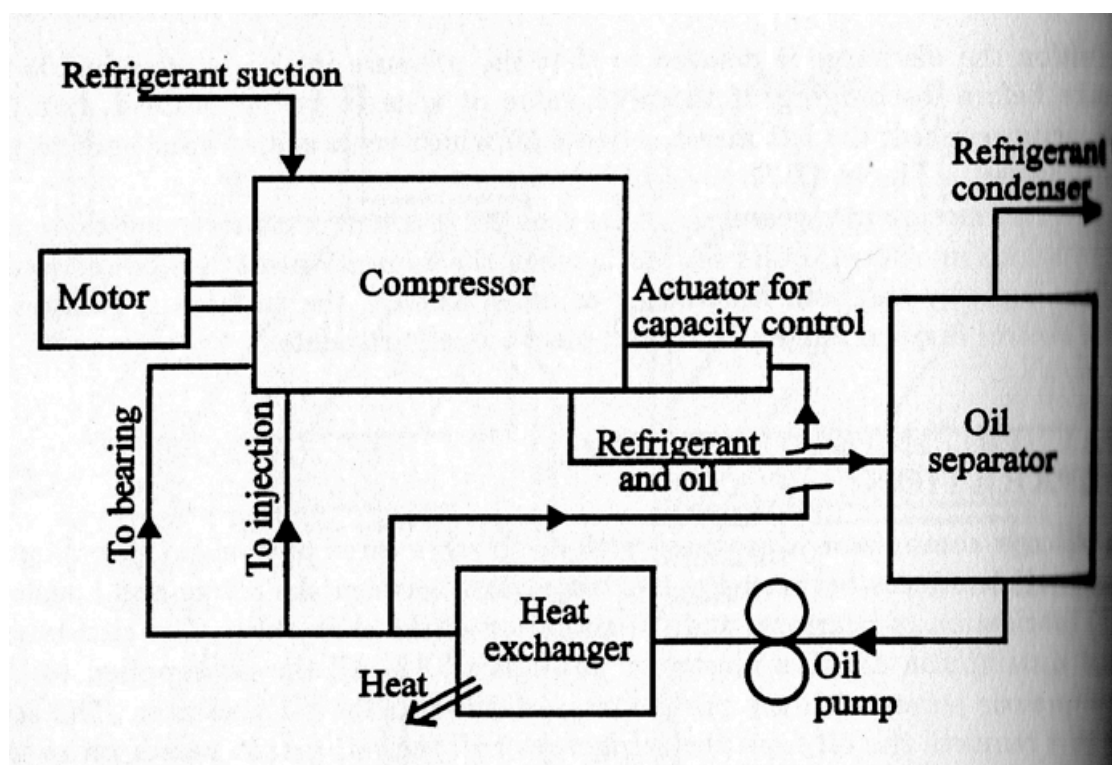 Refrigerant suction
Refrigerant
condenser
Motor
Compressor
Actuator for
capacity control
To bearing
To injection
Refrigerant
and oil
Oil
separator
Heat
exchanger
Heat
Oil
pump